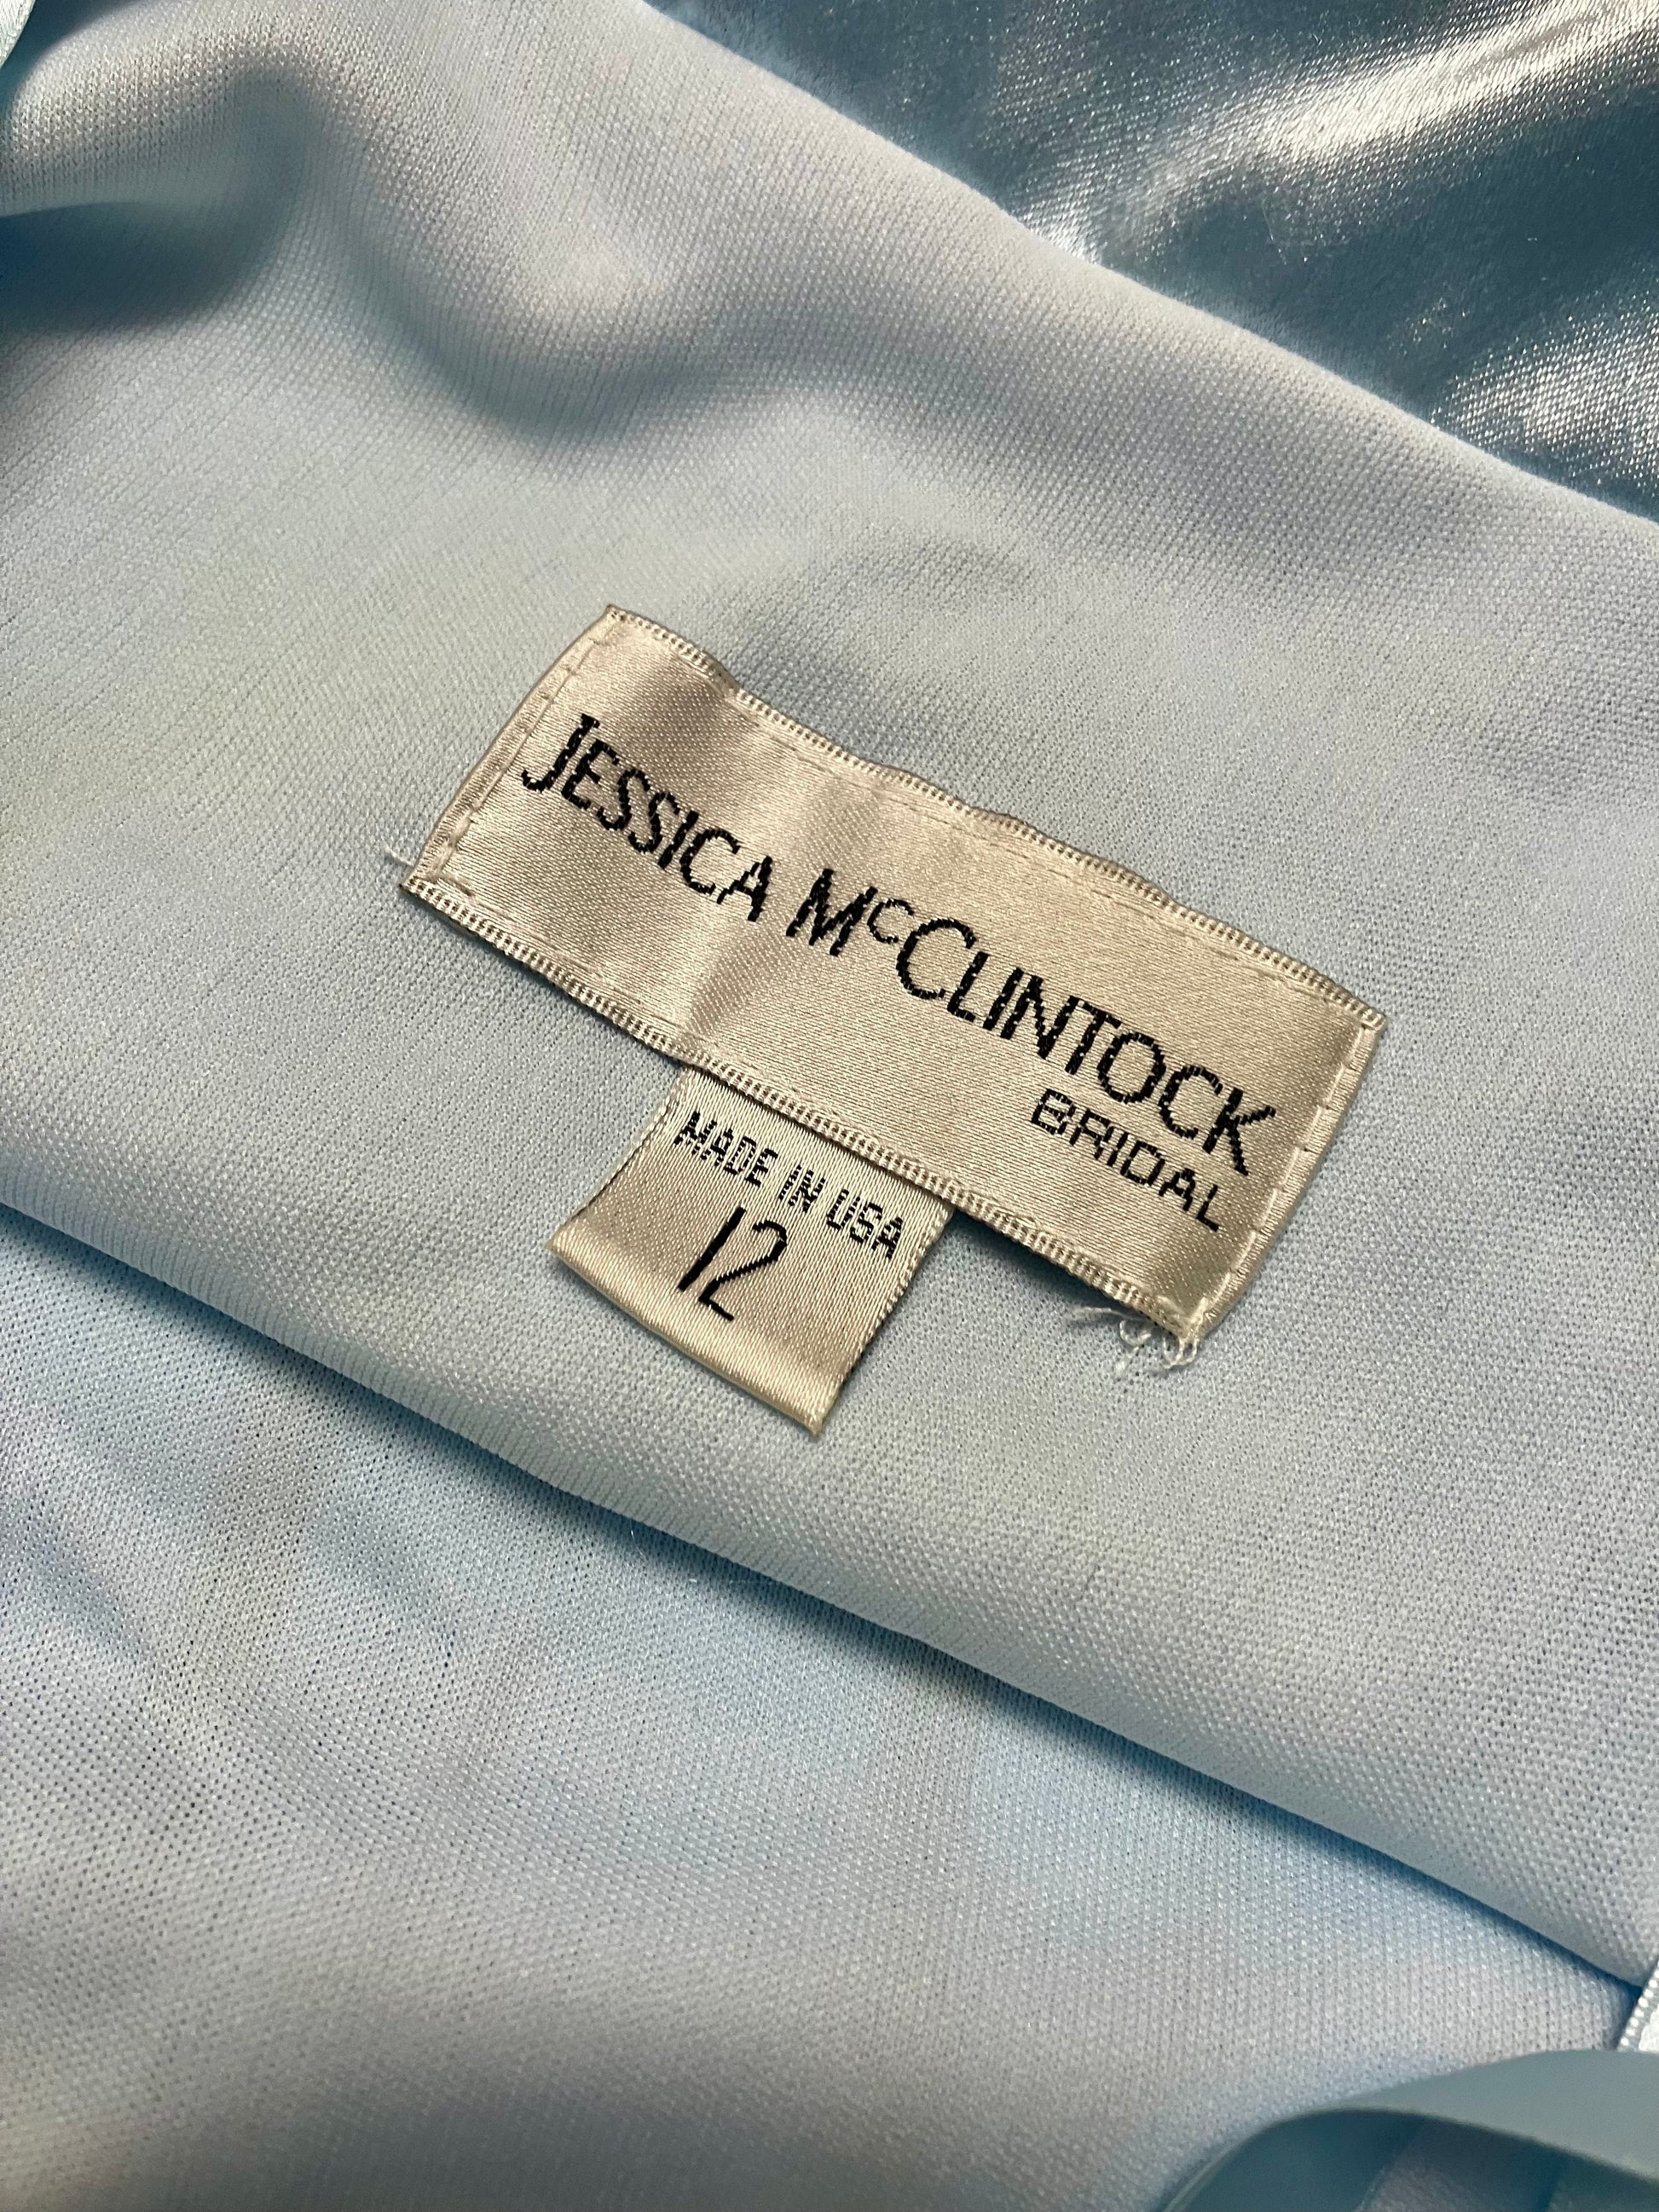 JESSICA McCLINTOCK
BRIDAL
MADE IN USA
12